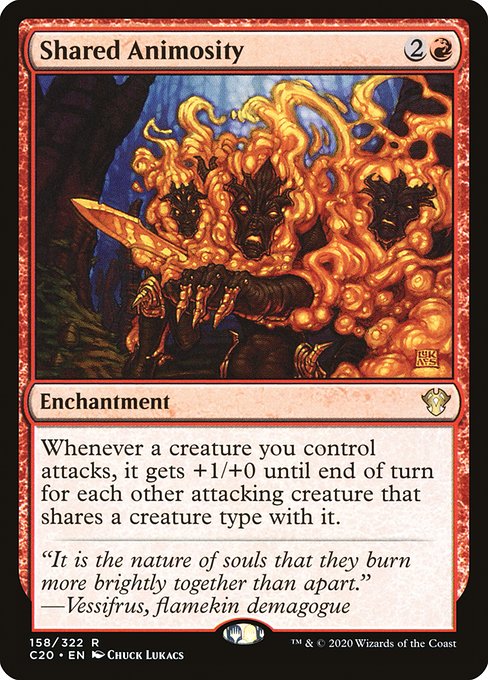 Shared Animosity 2
Enchantment
Whenever a creature you control
attacks, it gets +1/+0 until end of turn
for each other attacking creature that
shares a creature type with it.
“It is the nature of souls that they burn
more brightly together than apart.”
—Vessifrus, flamekin demagogue
158/322 R
C20 • EN Chuck Lukacs
™ & © 2020 Wizards of the Coast